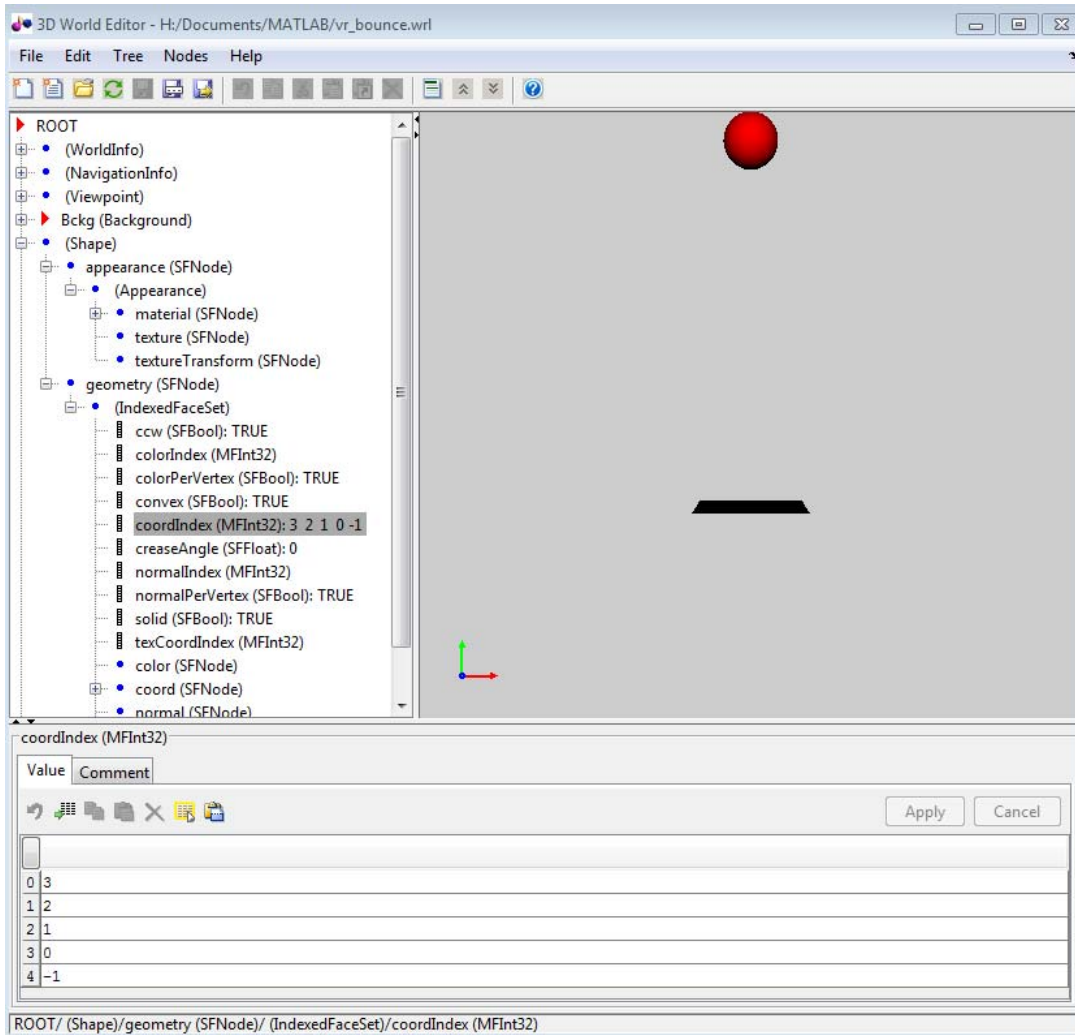 3D World Editor - H:/Documents/MATLAB/vr_bounce.wrl
File Edit Tree Nodes Help
ROOT
(WorldInfo)
(NavigationInfo)
(Viewpoint)
Bckg (Background)
(Shape)
appearance (SFNode)
(Appearance)
material (SFNode)
texture (SFNode)
textureTransform (SFNode)
geometry (SFNode)
(IndexedFaceSet)
ccw (SFBool): TRUE
colorIndex (MFInt32)
colorPerVertex (SFBool): TRUE
convex (SFBool): TRUE
coordIndex (MFInt32): 3 2 1 0 -1
creaseAngle (SFFloat): 0
normalIndex (MFInt32)
normalPerVertex (SFBool): TRUE
solid (SFBool): TRUE
texCoordIndex (MFInt32)
color (SFNode)
coord (SFNode)
normal (SFNode)
coordIndex (MFInt32)
Value Comment
Apply Cancel
0 3
1 2
2 1
3 0
4 -1
ROOT/ (Shape)/geometry (SFNode)/ (IndexedFaceSet)/coordIndex (MFInt32)